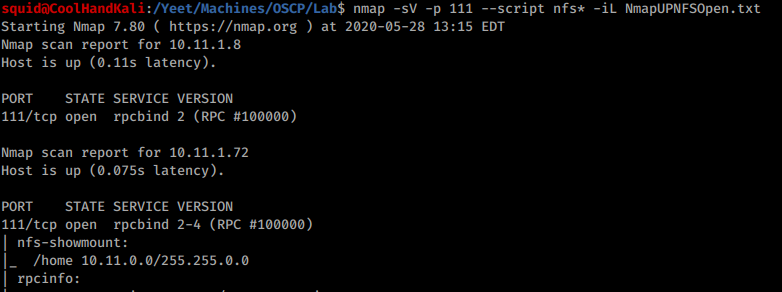 squid@CoolHandKali:/Yeet/Machines/OSCP/Lab$ nmap -sV -p 111 --script nfs* -iL NmapUPNFSOpen.txt
Starting Nmap 7.80 ( https://nmap.org ) at 2020-05-28 13:15 EDT
Nmap scan report for 10.11.1.8
Host is up (0.11s latency).
PORT    STATE SERVICE VERSION
111/tcp open  rpcbind 2 (RPC #100000)
Nmap scan report for 10.11.1.72
Host is up (0.075s latency).
PORT    STATE SERVICE VERSION
111/tcp open  rpcbind 2-4 (RPC #100000)
| nfs-showmount:
|_  /home 10.11.0.0/255.255.0.0
| rpcinfo: